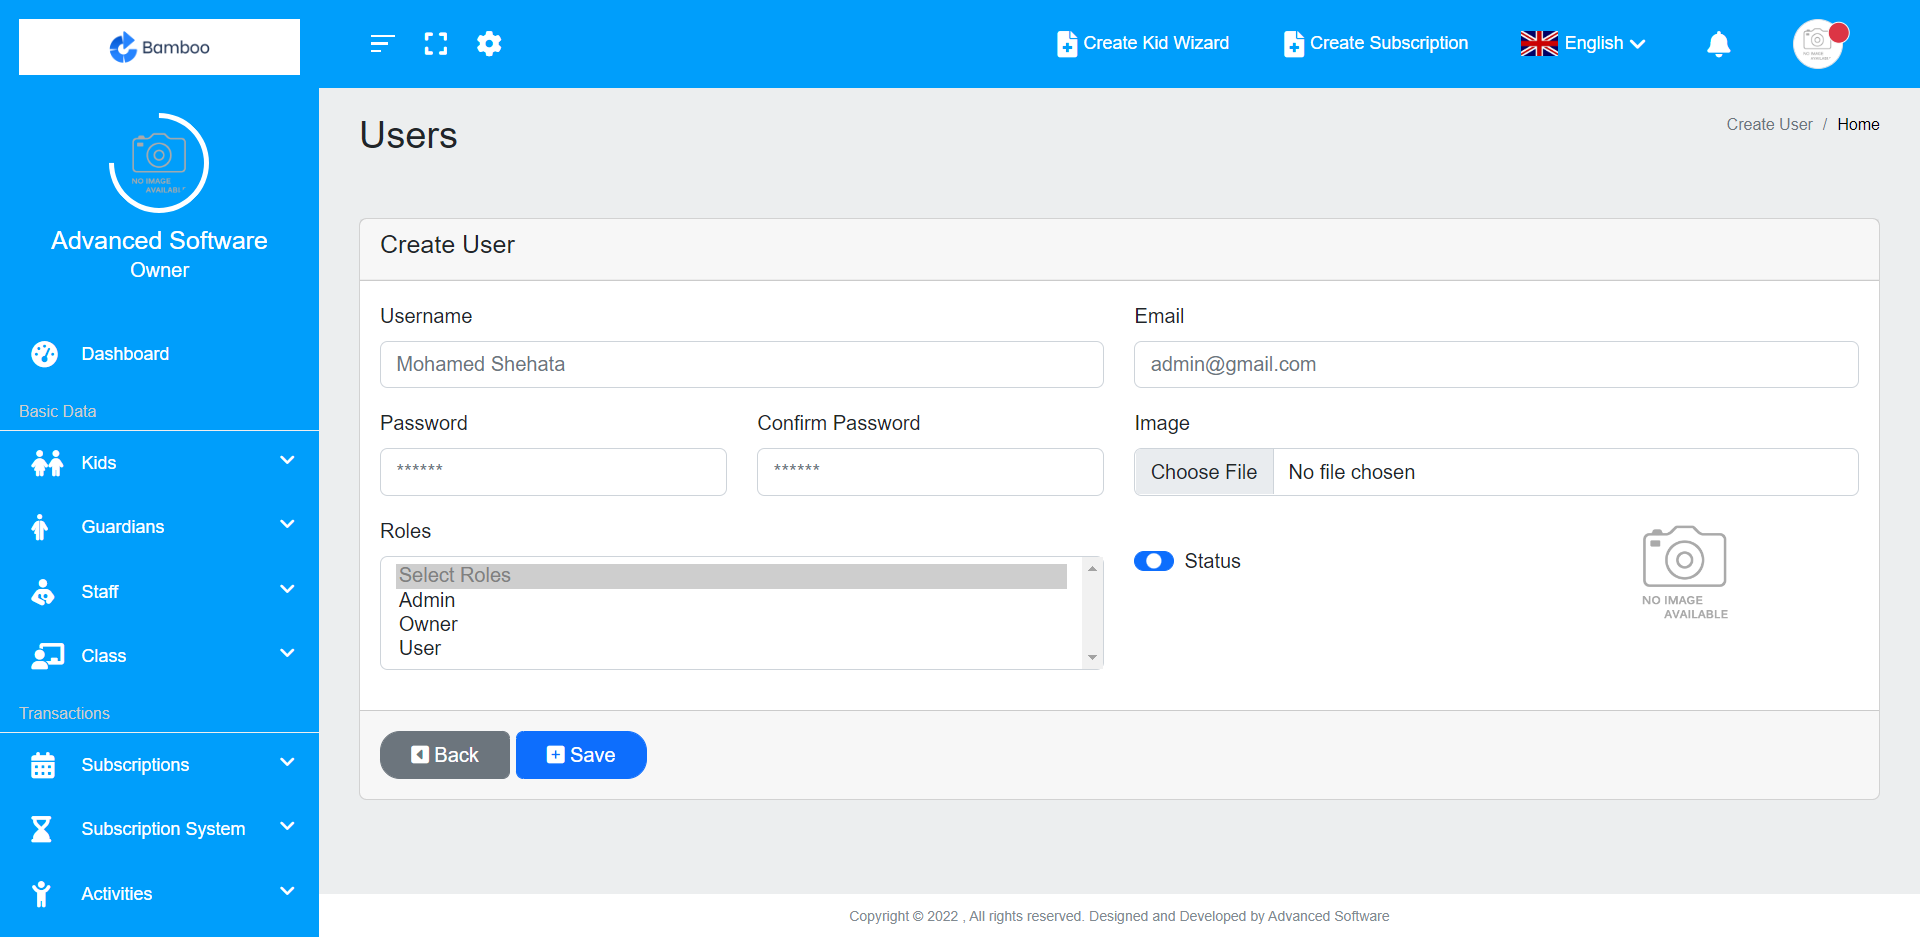 Bamboo
Create Kid Wizard
Create Subscription
English
NO IMAGE
AVAILABLE
NO IMAGE
AVAILABL
Advanced Software
Owner
Dashboard
Basic Data
Kids
Guardians
Staff
Class
Transactions
Subscriptions
Subscription System
Activities
Users
Create User / Home
Create User
Username
Email
Mohamed Shehata
admin@gmail.com
Password
Confirm Password
Image
******
******
Choose File No file chosen
Roles
Select Roles
Admin
Owner
User
Status
NO IMAGE
AVAILABLE
Back
Save
Copyright © 2022 , All rights reserved. Designed and Developed by Advanced Software